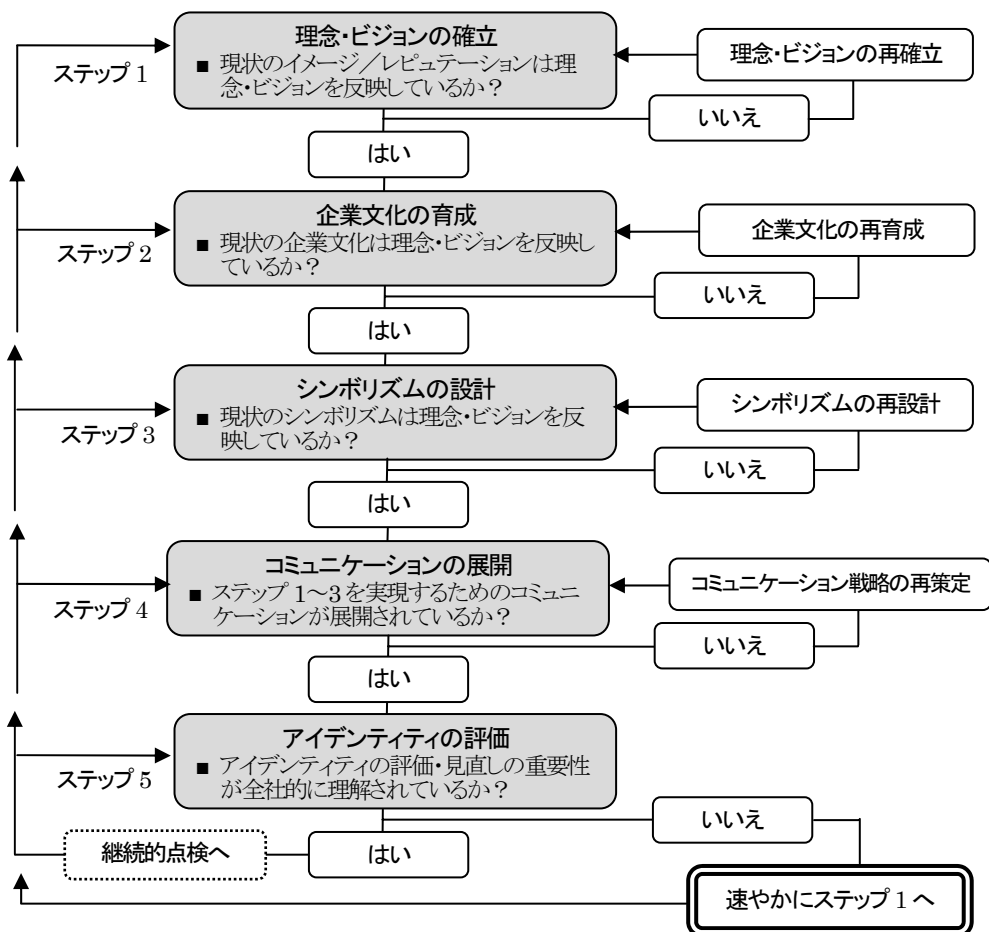 理念・ビジョンの確立
■ 現状のイメージ/レピュテーションは理
念・ビジョンを反映しているか?
ステップ 1
理念・ビジョンの再確立
いいえ
はい
企業文化の育成
■ 現状の企業文化は理念・ビジョンを反映し
ているか?
ステップ 2
企業文化の再育成
いいえ
はい
シンボリズムの設計
■ 現状のシンボリズムは理念・ビジョンを反
映しているか?
ステップ 3
シンボリズムの再設計
いいえ
はい
コミュニケーションの展開
■ ステップ 1~3 を実現するためのコミュニ
ケーションが展開されているか?
ステップ 4
コミュニケーション戦略の再策定
いいえ
はい
アイデンティティの評価
■ アイデンティティの評価・見直しの重要性
が全社的に理解されているか?
ステップ 5
いいえ
継続的点検へ
はい
速やかにステップ 1 へ